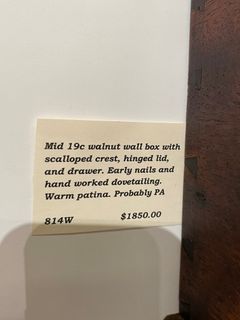 Mid 19c walnut wall box with
scalloped crest, hinged lid,
and drawer. Early nails and
hand worked dovetailing.
Warm patina. Probably PA
814W $1850.00